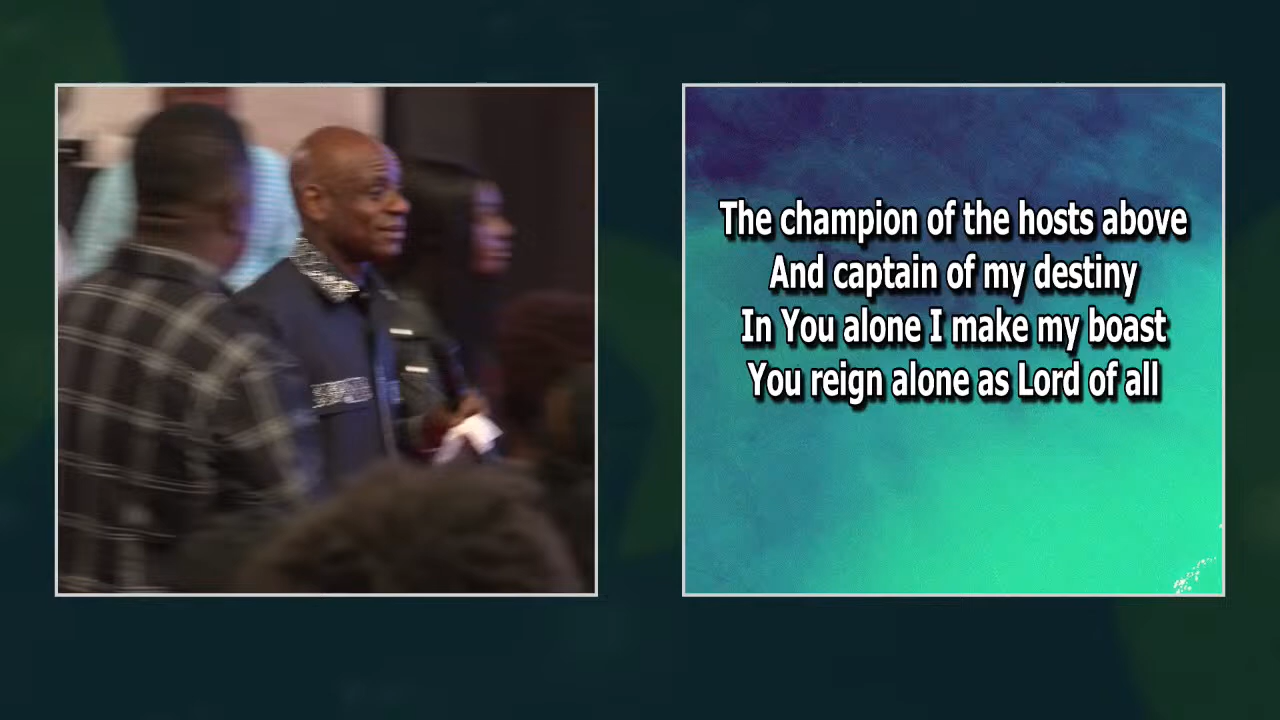 The champion of the hosts above
And captain of my destiny
In You alone I make my boast
You reign alone as Lord of all